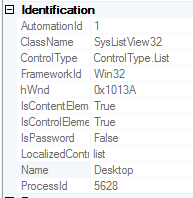 Identification
AutomationId 1
ClassName SysListView32
ControlType ControlType.List
FrameworkId Win32
hWnd 0x1013A
IsContentElem True
IsControlElem True
IsPassword False
LocalizedContr list
Name Desktop
ProcessId 5628